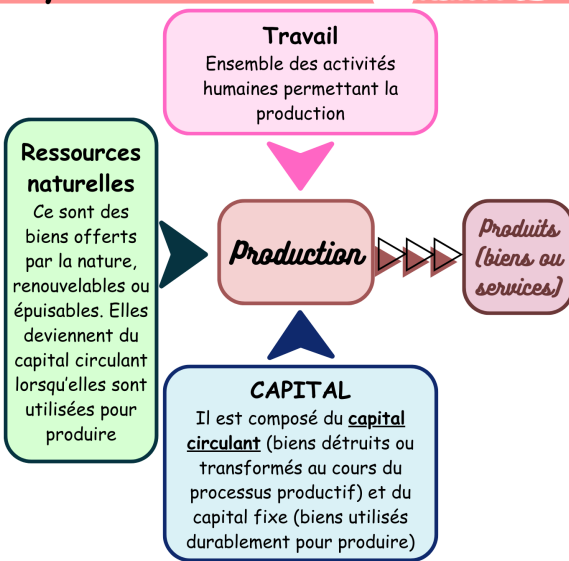 Travail
Ensemble des activités
humaines permettant la
production
Ressources
naturelles
Ce sont des
biens offerts
par la nature,
renouvelables ou
épuisables. Elles
deviennent du
capital circulant
lorsqu'elles sont
utilisées pour
produire
Production
Produits
(biens ou
services)
CAPITAL
Il est composé du capital
circulant (biens détruits ou
transformés au cours du
processus productif) et du
capital fixe (biens utilisés
durablement pour produire)